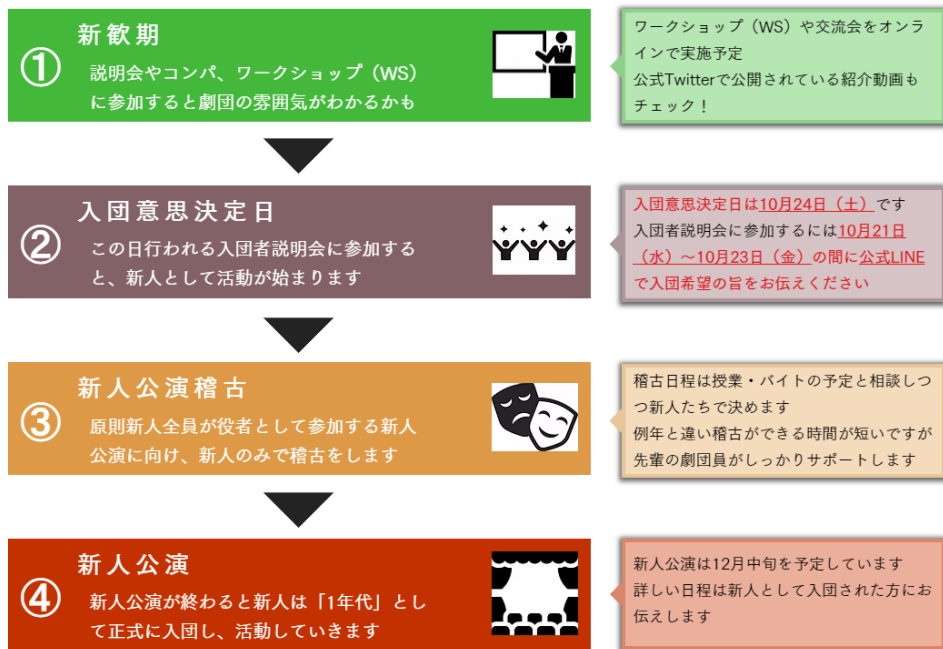 ① 新歓期
説明会やコンパ、ワークショップ（WS）
に参加すると劇団の雰囲気がわかるかも
ワークショップ（WS）や交流会をオンラ
インで実施予定
公式Twitterで公開されている紹介動画も
チェック！
② 入団意思決定日
この日行われる入団者説明会に参加する
と、新人として活動が始まります
入団意思決定日は10月24日（土）です
入団者説明会に参加するには10月21日
（水）～10月23日（金）の間に公式LINE
で入団希望の旨をお伝えください
③ 新人公演稽古
原則新人全員が役者として参加する新人
公演に向け、新人のみで稽古をします
稽古日程は授業・バイトの予定と相談しつ
つ新人たちで決めます
例年と違い稽古ができる時間が短いですが
先輩の劇団員がしっかりサポートします
④ 新人公演
新人公演が終わると新人は「1年代」とし
て正式に入団し、活動していきます
新人公演は12月中旬を予定しています
詳しい日程は新人として入団された方にお
伝えします